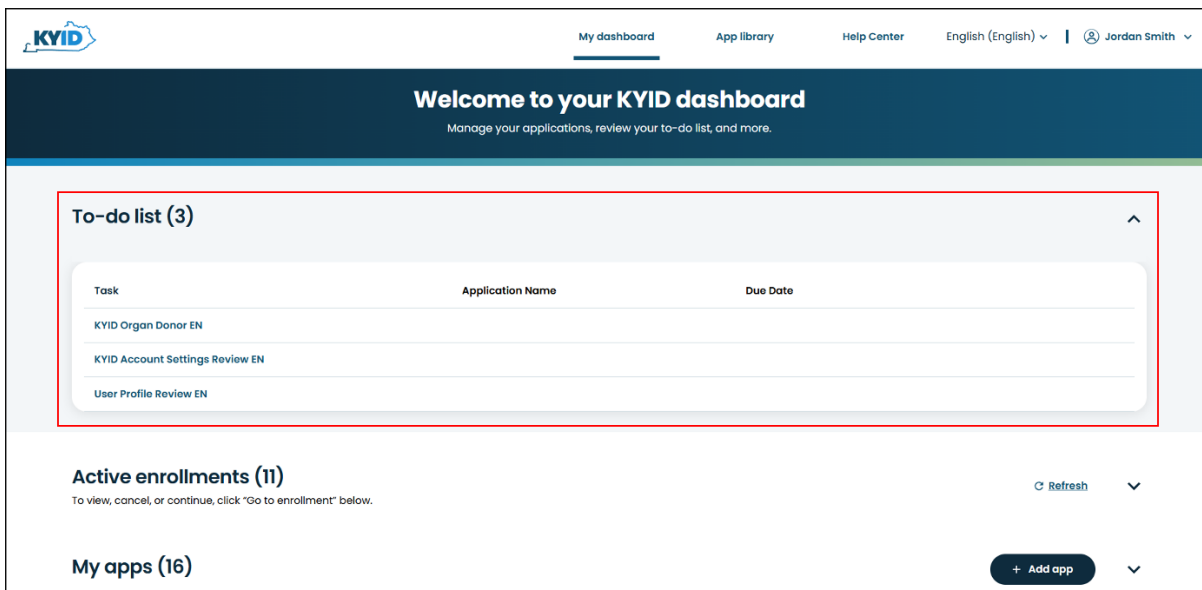 KYID
My dashboard App library Help Center English (English) Jordan Smith
Welcome to your KYID dashboard
Manage your applications, review your to-do list, and more.
To-do list (3)
Task Application Name Due Date
KYID Organ Donor EN
KYID Account Settings Review EN
User Profile Review EN
Active enrollments (11)
To view, cancel, or continue, click “Go to enrollment” below.
Refresh
My apps (16)
+ Add app